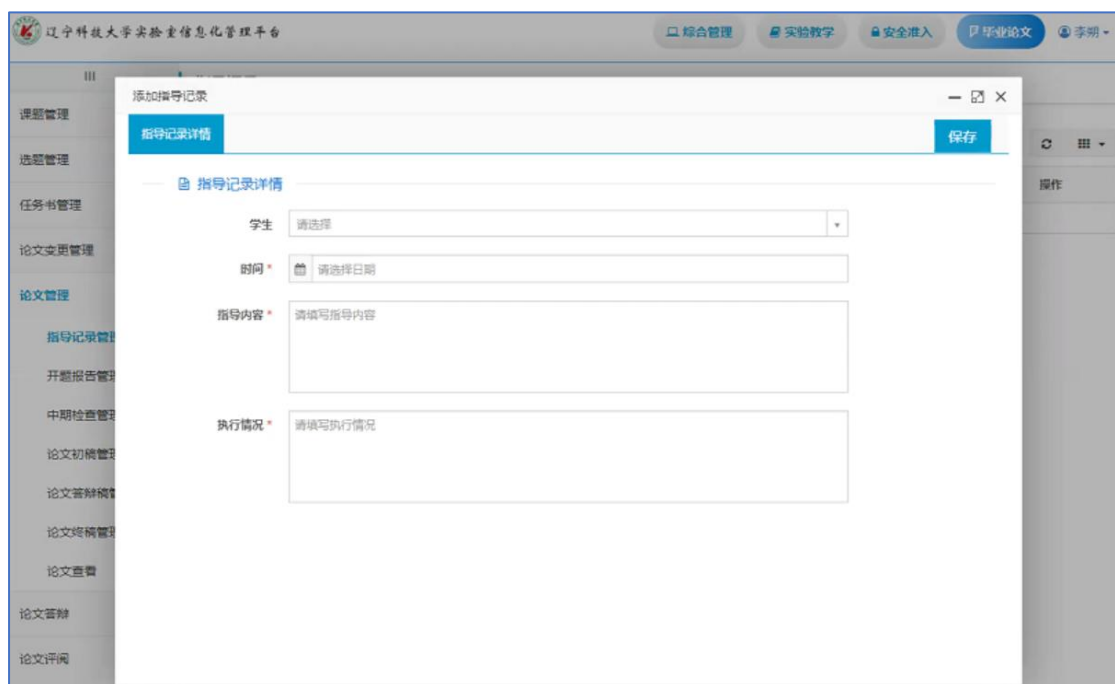 辽宁科技大学实验室信息化管理平台
综合管理
实验教学
安全准入
毕业论文
李朔
添加指导记录
指导记录详情
保存
课题管理
选题管理
任务书管理
论文变更管理
论文管理
指导记录管理
开题报告管理
中期检查管理
论文初稿管理
论文答辩稿管
论文终稿管理
论文查看
论文答辩
论文评阅
操作
指导记录详情
学生
请选择
时间 *
请选择日期
指导内容 *
请填写指导内容
执行情况 *
请填写执行情况